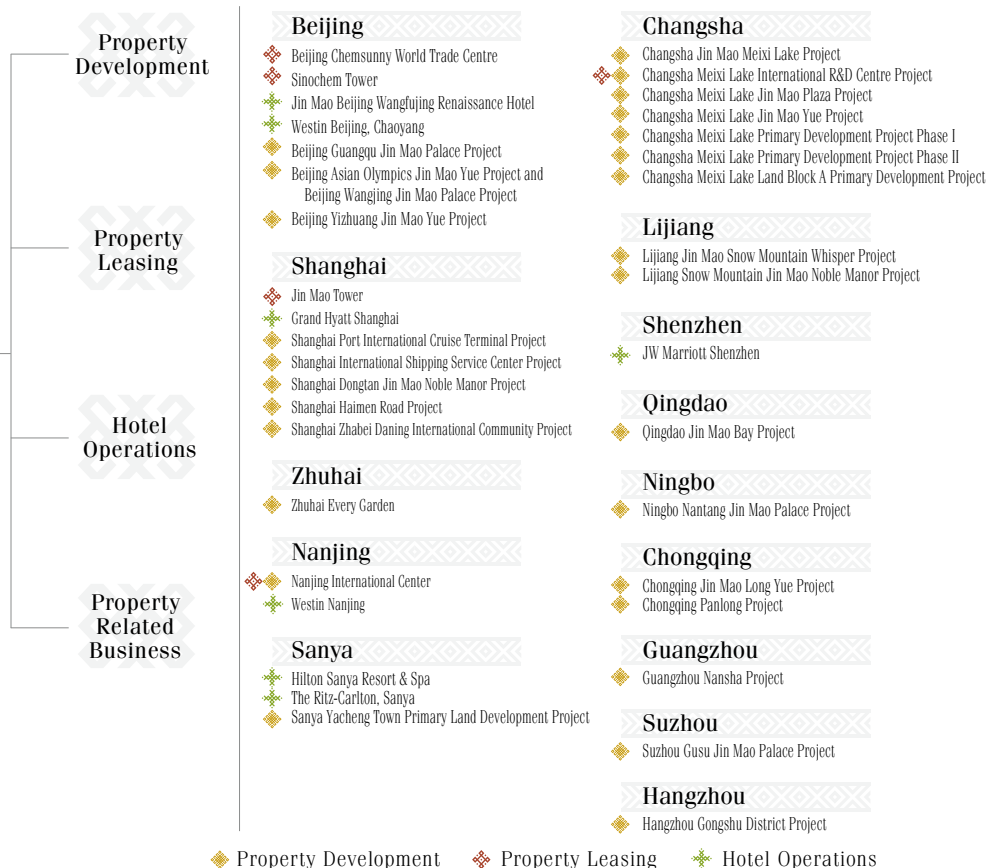 Property
Development
Property
Leasing
Hotel
Operations
Property
Related
Business
Beijing
Beijing Chemsunny World Trade Centre
Sinochem Tower
Jin Mao Beijing Wangfujing Renaissance Hotel
Westin Beijing, Chaoyang
Beijing Guangqu Jin Mao Palace Project
Beijing Asian Olympics Jin Mao Yue Project and
Beijing Wangjing Jin Mao Palace Project
Beijing Yizhuang Jin Mao Yue Project
Shanghai
Jin Mao Tower
Grand Hyatt Shanghai
Shanghai Port International Cruise Terminal Project
Shanghai International Shipping Service Center Project
Shanghai Dongtan Jin Mao Noble Manor Project
Shanghai Haimen Road Project
Shanghai Zhabei Daning International Community Project
Zhuhai
Zhuhai Every Garden
Nanjing
Nanjing International Center
Westin Nanjing
Sanya
Hilton Sanya Resort & Spa
The Ritz-Carlton, Sanya
Sanya Yacheng Town Primary Land Development Project
Changsha
Changsha Jin Mao Meixi Lake Project
Changsha Meixi Lake International R&D Centre Project
Changsha Meixi Lake Jin Mao Plaza Project
Changsha Meixi Lake Jin Mao Yue Project
Changsha Meixi Lake Primary Development Project Phase I
Changsha Meixi Lake Primary Development Project Phase II
Changsha Meixi Lake Land Block A Primary Development Project
Lijiang
Lijiang Jin Mao Snow Mountain Whisper Project
Lijiang Snow Mountain Jin Mao Noble Manor Project
Shenzhen
JW Marriott Shenzhen
Qingdao
Qingdao Jin Mao Bay Project
Ningbo
Ningbo Nantang Jin Mao Palace Project
Chongqing
Chongqing Jin Mao Long Yue Project
Chongqing Panlong Project
Guangzhou
Guangzhou Nansha Project
Suzhou
Suzhou Gusu Jin Mao Palace Project
Hangzhou
Hangzhou Gongshu District Project
Property Development Property Leasing Hotel Operations